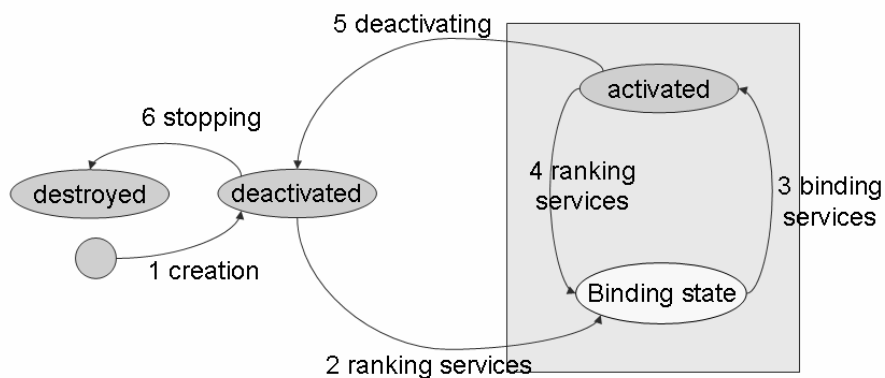 5 deactivating
activated
6 stopping
4 ranking
services
3 binding
services
destroyed
deactivated
1 creation
Binding state
2 ranking services